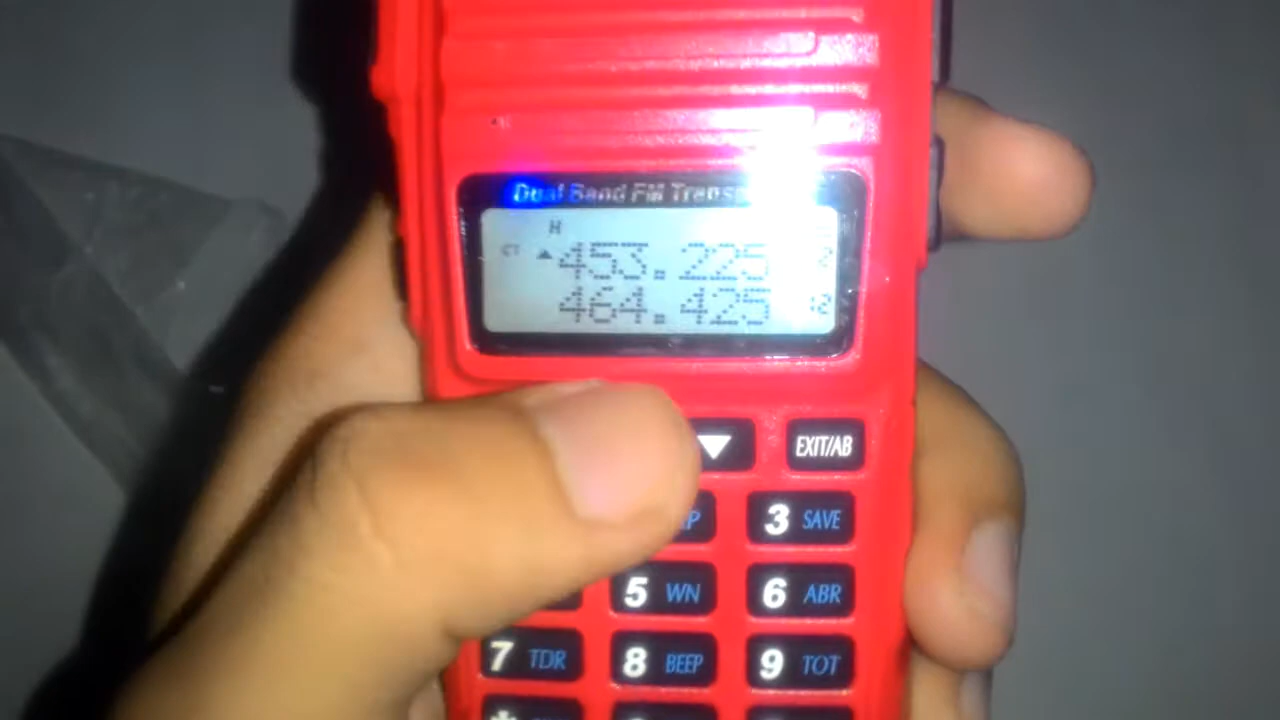 Dual Band FM
H
CT ▲453.225
464.425 12
▼ EXIT/AB
3 SAVE
5 WN 6 ABR
7 TDR 8 BEEP 9 TOT